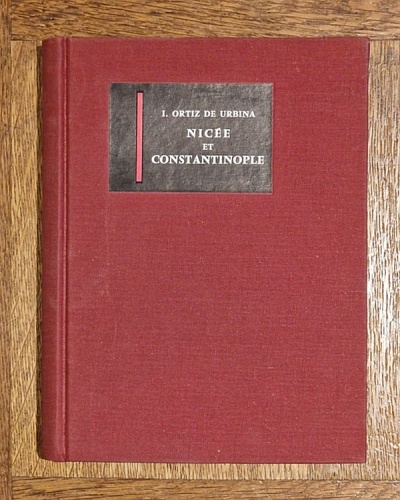 I. ORTIZ DE URBINA
NICÉE
ET
CONSTANTINOPLE